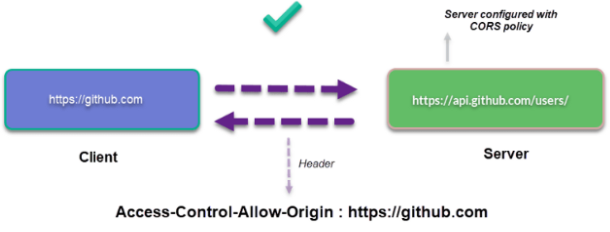 Server configured with
CORS policy
https://github.com
https://api.github.com/users/
Client
Server
Header
Access-Control-Allow-Origin : https://github.com